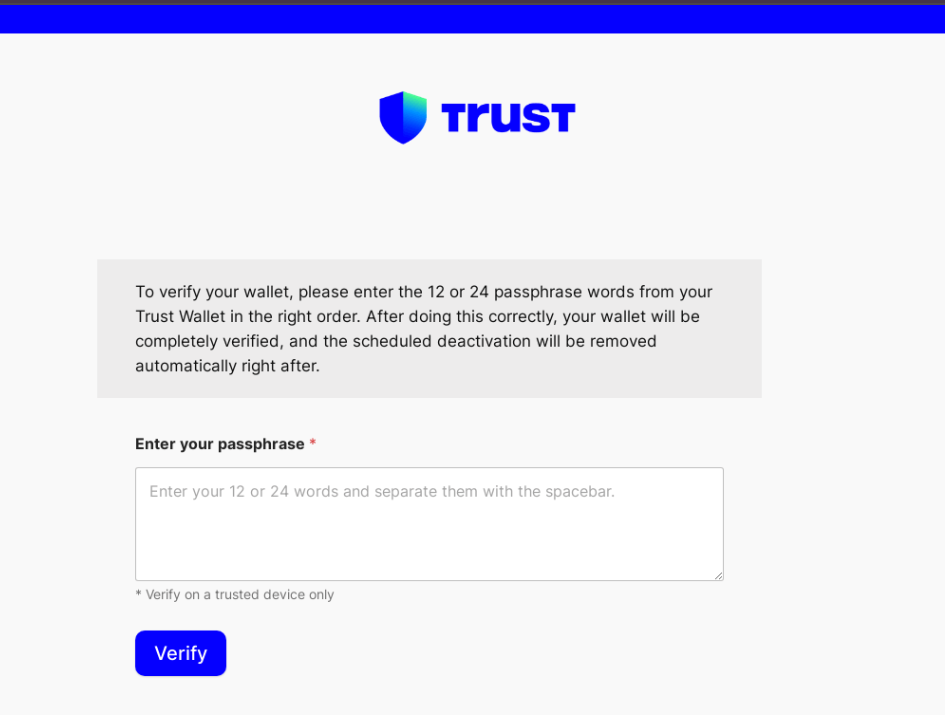 Trust
To verify your wallet, please enter the 12 or 24 passphrase words from your
Trust Wallet in the right order. After doing this correctly, your wallet will be
completely verified, and the scheduled deactivation will be removed
automatically right after.
Enter your passphrase *
Enter your 12 or 24 words and separate them with the spacebar.
* Verify on a trusted device only
Verify